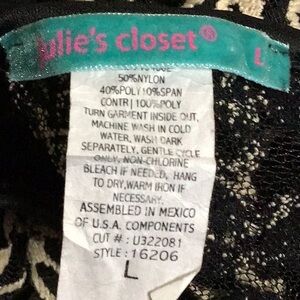 Julie's closet®
L
50%NYLON
40%POLY10%SPAN
CONTR|100%POLY
TURN GARMENT INSIDE OUT,
MACHINE WASH IN COLD
WATER, WASH DARK
SEPARATELY, GENTLE CYCLE
ONLY, NON-CHLORINE
BLEACH IF NEEDED, HANG
TO DRY,WARM IRON IF
NECESSARY.
ASSEMBLED IN MEXICO
OF U.S.A. COMPONENTS
CUT # : U322081
STYLE : 16206
L